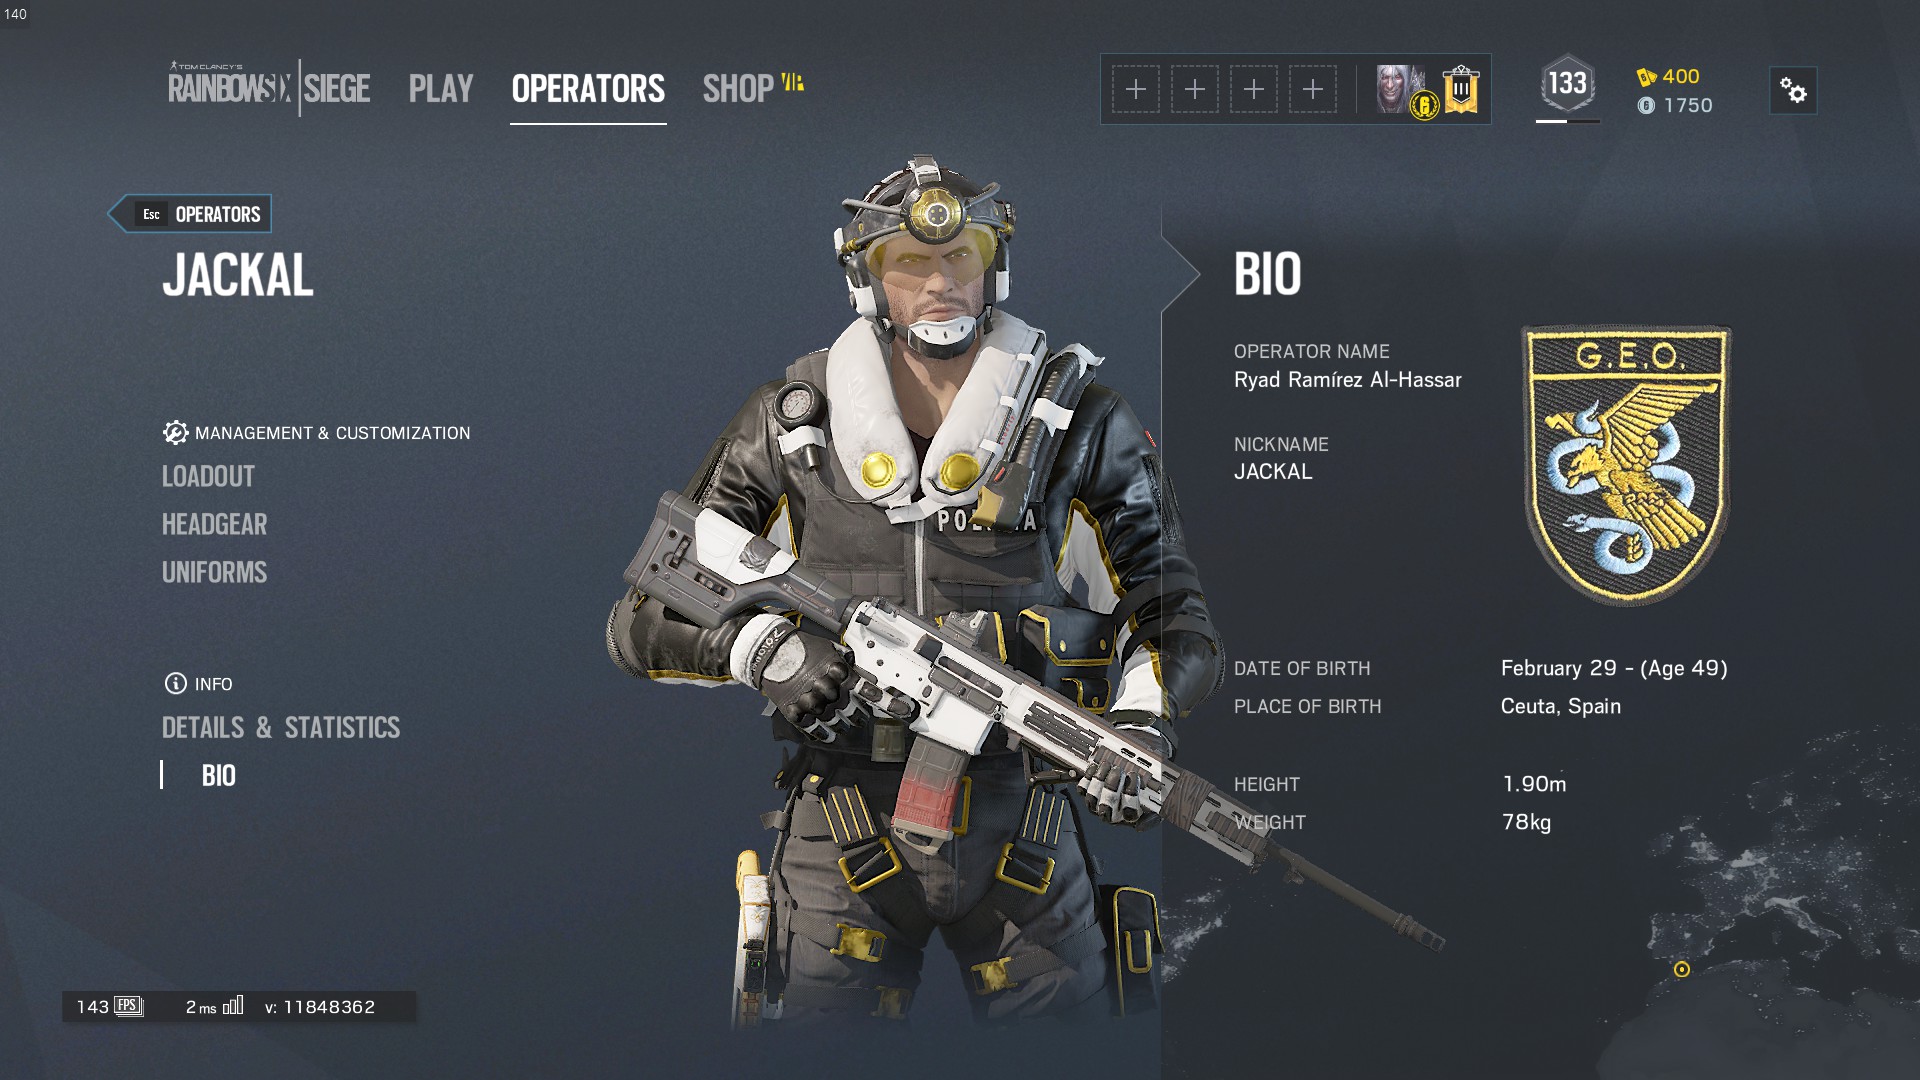 140
TOM CLANCY'S
RAINBOWSIX SIEGE
PLAY
OPERATORS
SHOP
133
400
1750
Esc OPERATORS
JACKAL
MANAGEMENT & CUSTOMIZATION
LOADOUT
HEADGEAR
UNIFORMS
INFO
DETAILS & STATISTICS
BIO
BIO
OPERATOR NAME
Ryad Ramírez Al-Hassar
NICKNAME
JACKAL
G.E.O.
DATE OF BIRTH February 29 - (Age 49)
PLACE OF BIRTH Ceuta, Spain
HEIGHT 1.90m
WEIGHT 78kg
143 FPS 2 ms v: 11848362